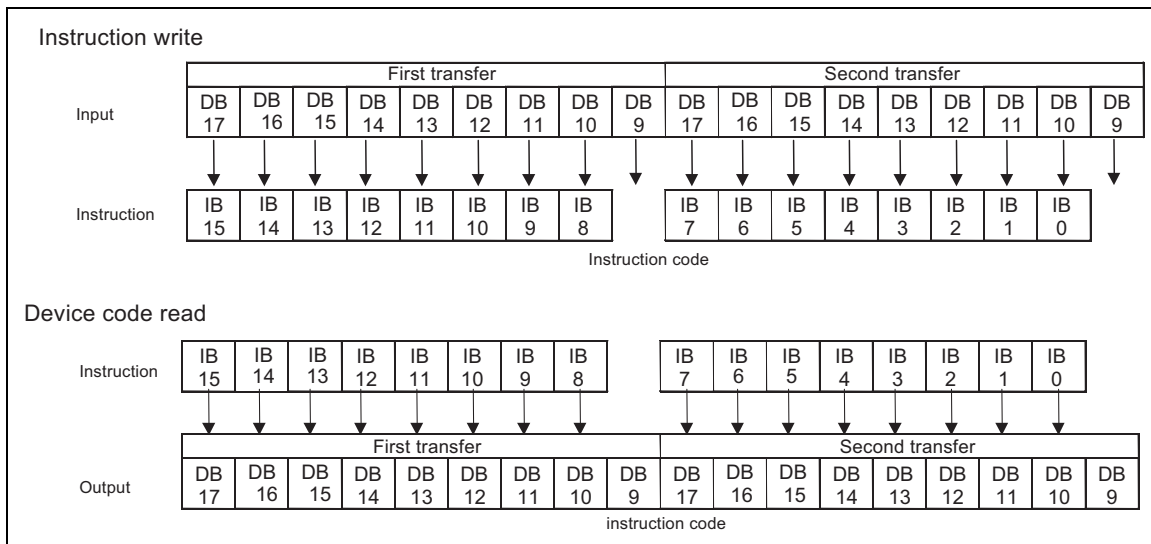 Instruction write
First transfer Second transfer
Input DB DB DB DB DB DB DB DB DB DB DB DB DB DB DB DB DB DB
17 16 15 14 13 12 11 10 9 17 16 15 14 13 12 11 10 9
Instruction IB IB IB IB IB IB IB IB IB IB IB IB IB IB IB IB
15 14 13 12 11 10 9 8 7 6 5 4 3 2 1 0
Instruction code
Device code read
Instruction IB IB IB IB IB IB IB IB IB IB IB IB IB IB IB IB
15 14 13 12 11 10 9 8 7 6 5 4 3 2 1 0
First transfer Second transfer
Output DB DB DB DB DB DB DB DB DB DB DB DB DB DB DB DB DB DB
17 16 15 14 13 12 11 10 9 17 16 15 14 13 12 11 10 9
instruction code